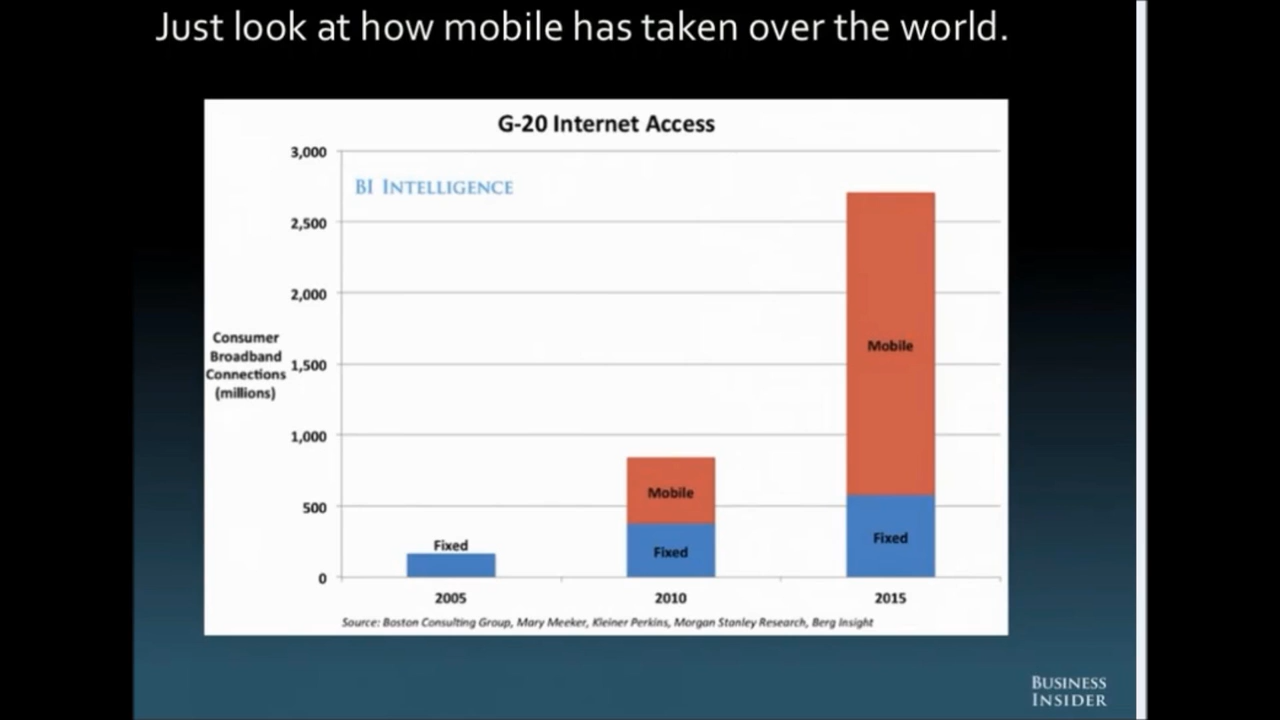 Just look at how mobile has taken over the world.
G-20 Internet Access
3,000
BI INTELLIGENCE
2,500
2,000
Consumer
Broadband
Connections
(millions)
1,500
1,000
500
0
Mobile
Fixed
Mobile
Fixed
Fixed
2005
2010
2015
Source: Boston Consulting Group, Mary Meeker, Kleiner Perkins, Morgan Stanley Research, Berg Insight
BUSINESS
INSIDER